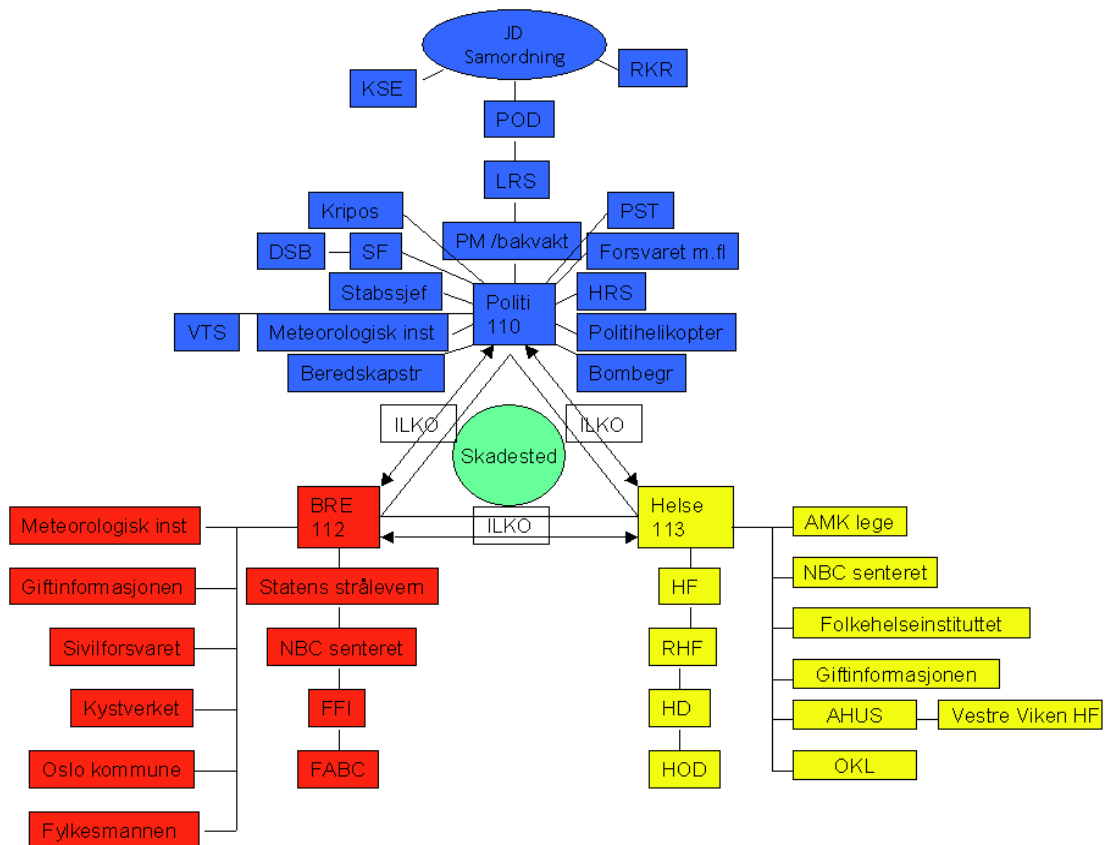 JD
Samordning
KSE
RKR
POD
LRS
Kripos
PST
PM /bakvakt
DSB
SF
Forsvaret m.fl
Stabssjef
Politi
110
HRS
VTS
Meteorologisk inst
Politihelikopter
Beredskapstr
Bombegr
ILKO
ILKO
Skadested
BRE
112
ILKO
Helse
113
Meteorologisk inst
Giftinformasjonen
Sivilforsvaret
Kystverket
Oslo kommune
Fylkesmannen
Statens strålevern
NBC senteret
FFI
FABC
HF
RHF
HD
HOD
AMK lege
NBC senteret
Folkehelseinstituttet
Giftinformasjonen
AHUS
Vestre Viken HF
OKL